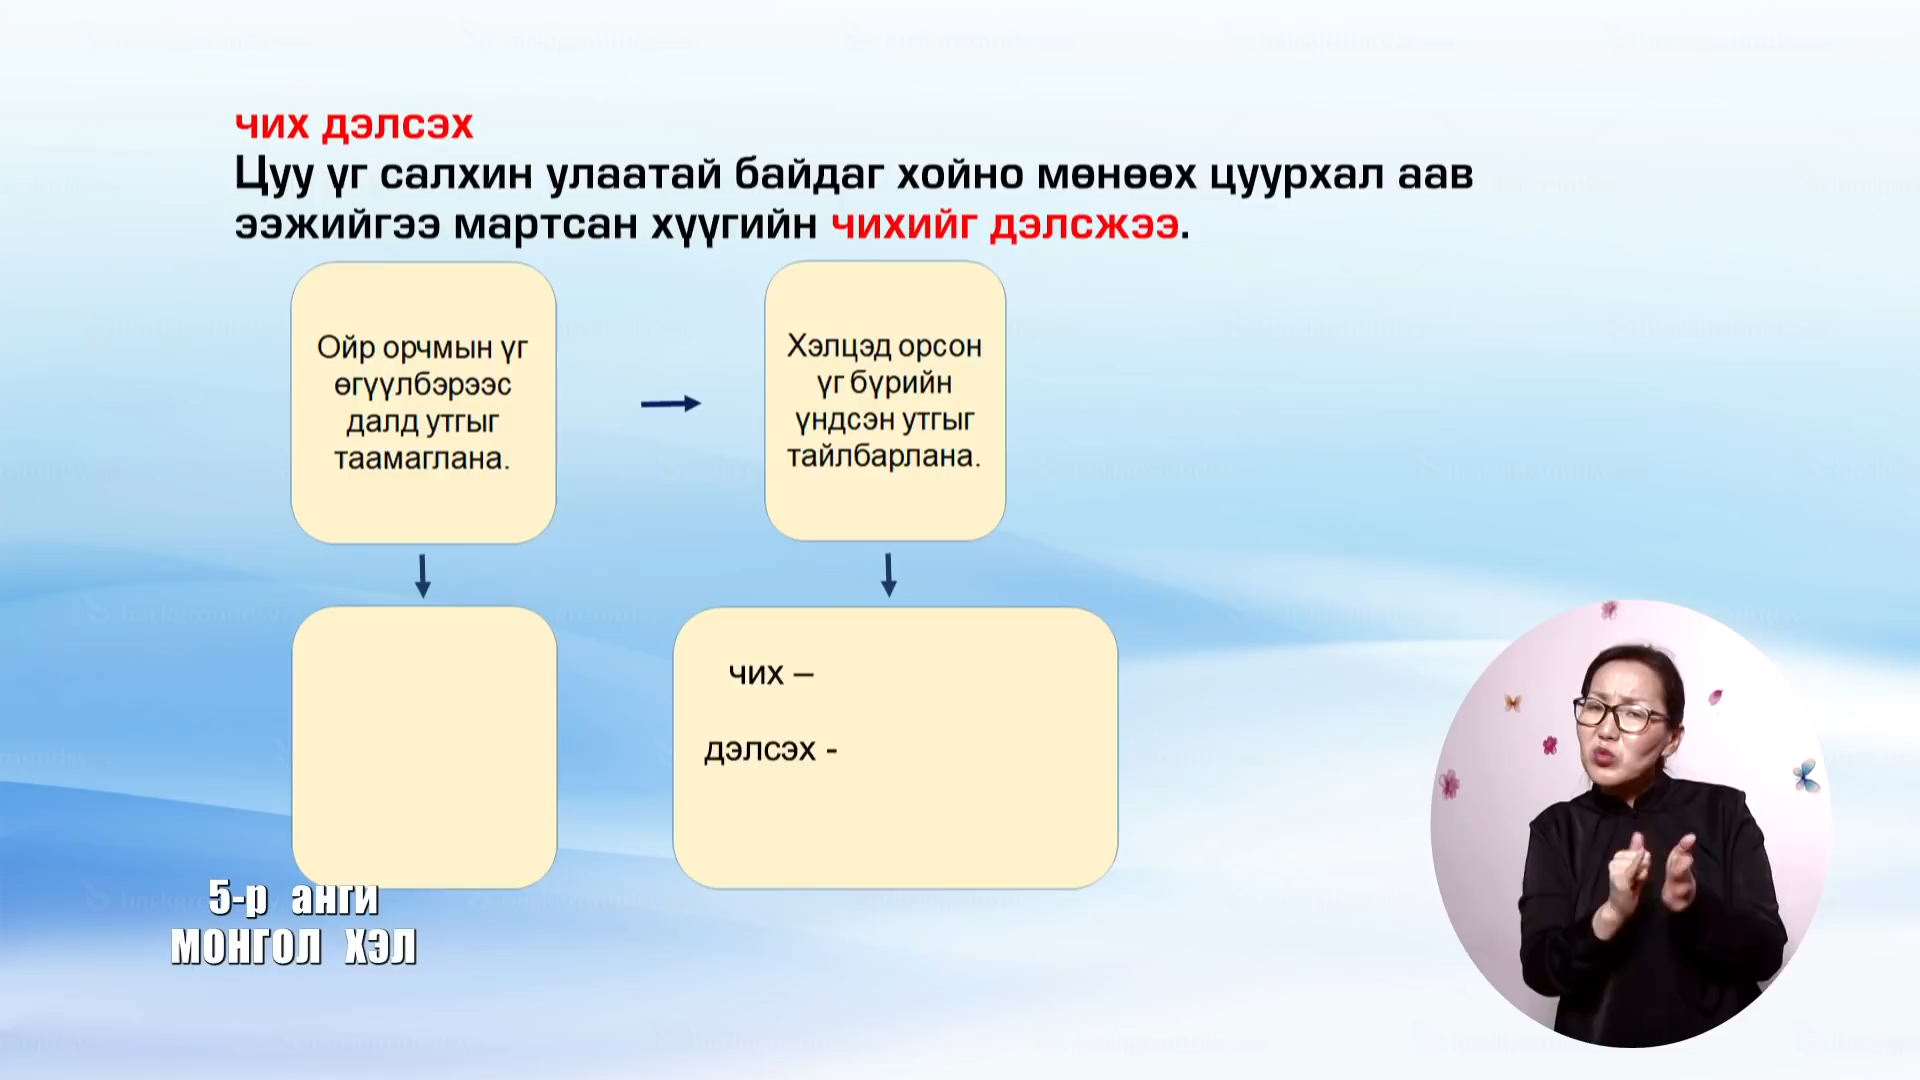 чих дэлсэх
Цуу үг салхин улаатай байдаг хойно мөнөөх цуурхал аав
ээжийгээ мартсан хүүгийн чихийг дэлсжээ.
Ойр орчмын үг
өгүүлбэрээс
далд утгыг
таамаглана.
Хэлцэд орсон
үг бүрийн
үндсэн утгыг
тайлбарлана.
чих –
дэлсэх -
5-р анги
МОНГОЛ ХЭЛ